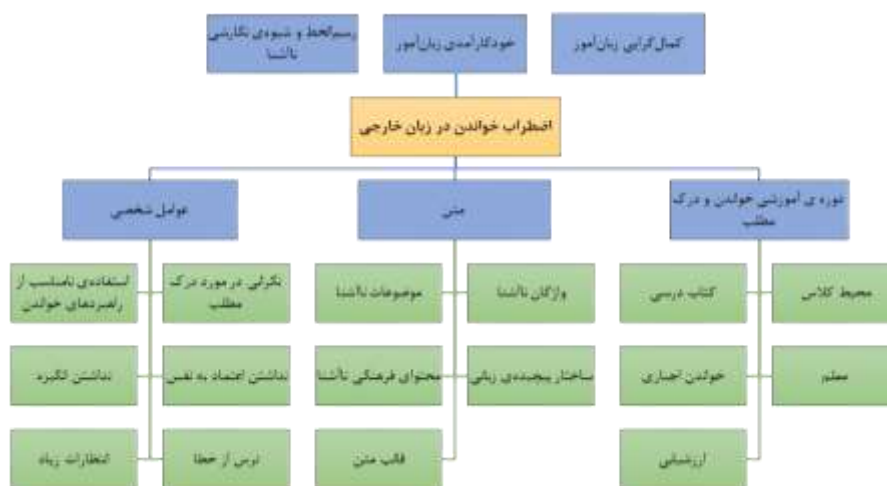 کمال‌گرایی زبان‌آموز
خودکارآمدی زبان‌آموز
رسم‌الخط و شیوه‌ی نگارشی
ناآشنا
اضطراب خواندن در زبان خارجی
دوره ی آموزشی خواندن و درک
مطلب
متن
عوامل شخصی
محیط کلاس
کتاب درسی
واژگان ناآشنا
موضوعات ناآشنا
نگرانی در مورد درک
مطلب
استفاده‌ی نامناسب از
راهبردهای خواندن
معلم
خواندن اجباری
ساختار پیچیده‌ی زبانی
محتوای فرهنگی ناآشنا
نداشتن اعتماد به نفس
نداشتن انگیزه
ارزشیابی
قالب متن
ترس از خطا
انتظارات زیاد